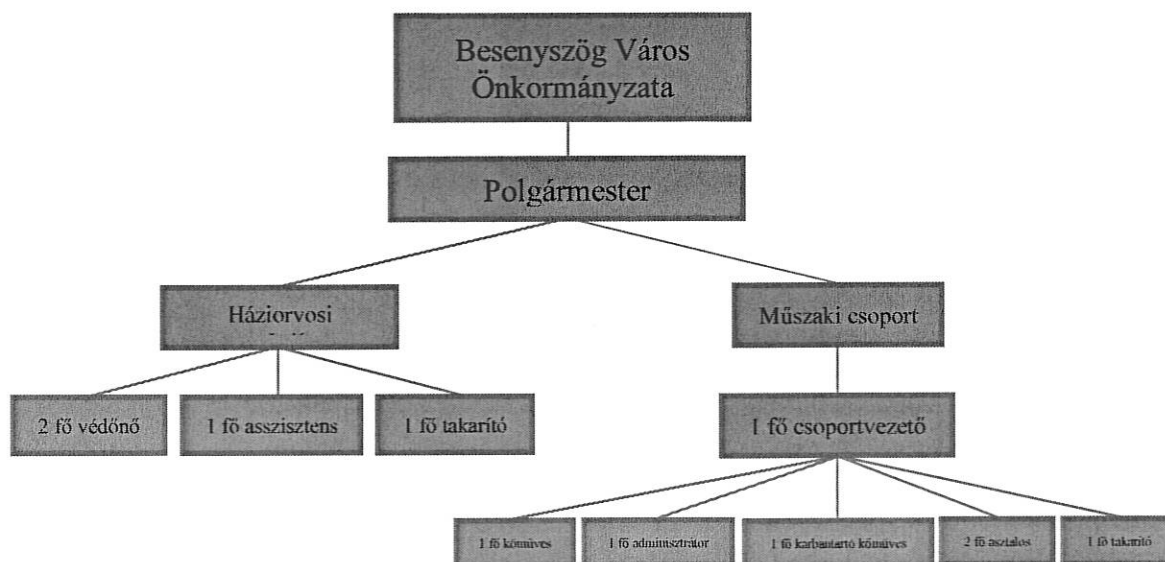 Besenyszög Város
Önkormányzata
Polgármester
Háziorvosi
Műszaki csoport
2 fő védőnő
1 fő asszisztens
1 fő takarító
1 fő csoportvezető
1 fő kőműves
1 fő adminisztrátor
1 fő karbantartó kőműves
2 fő asztalos
1 fő takarító